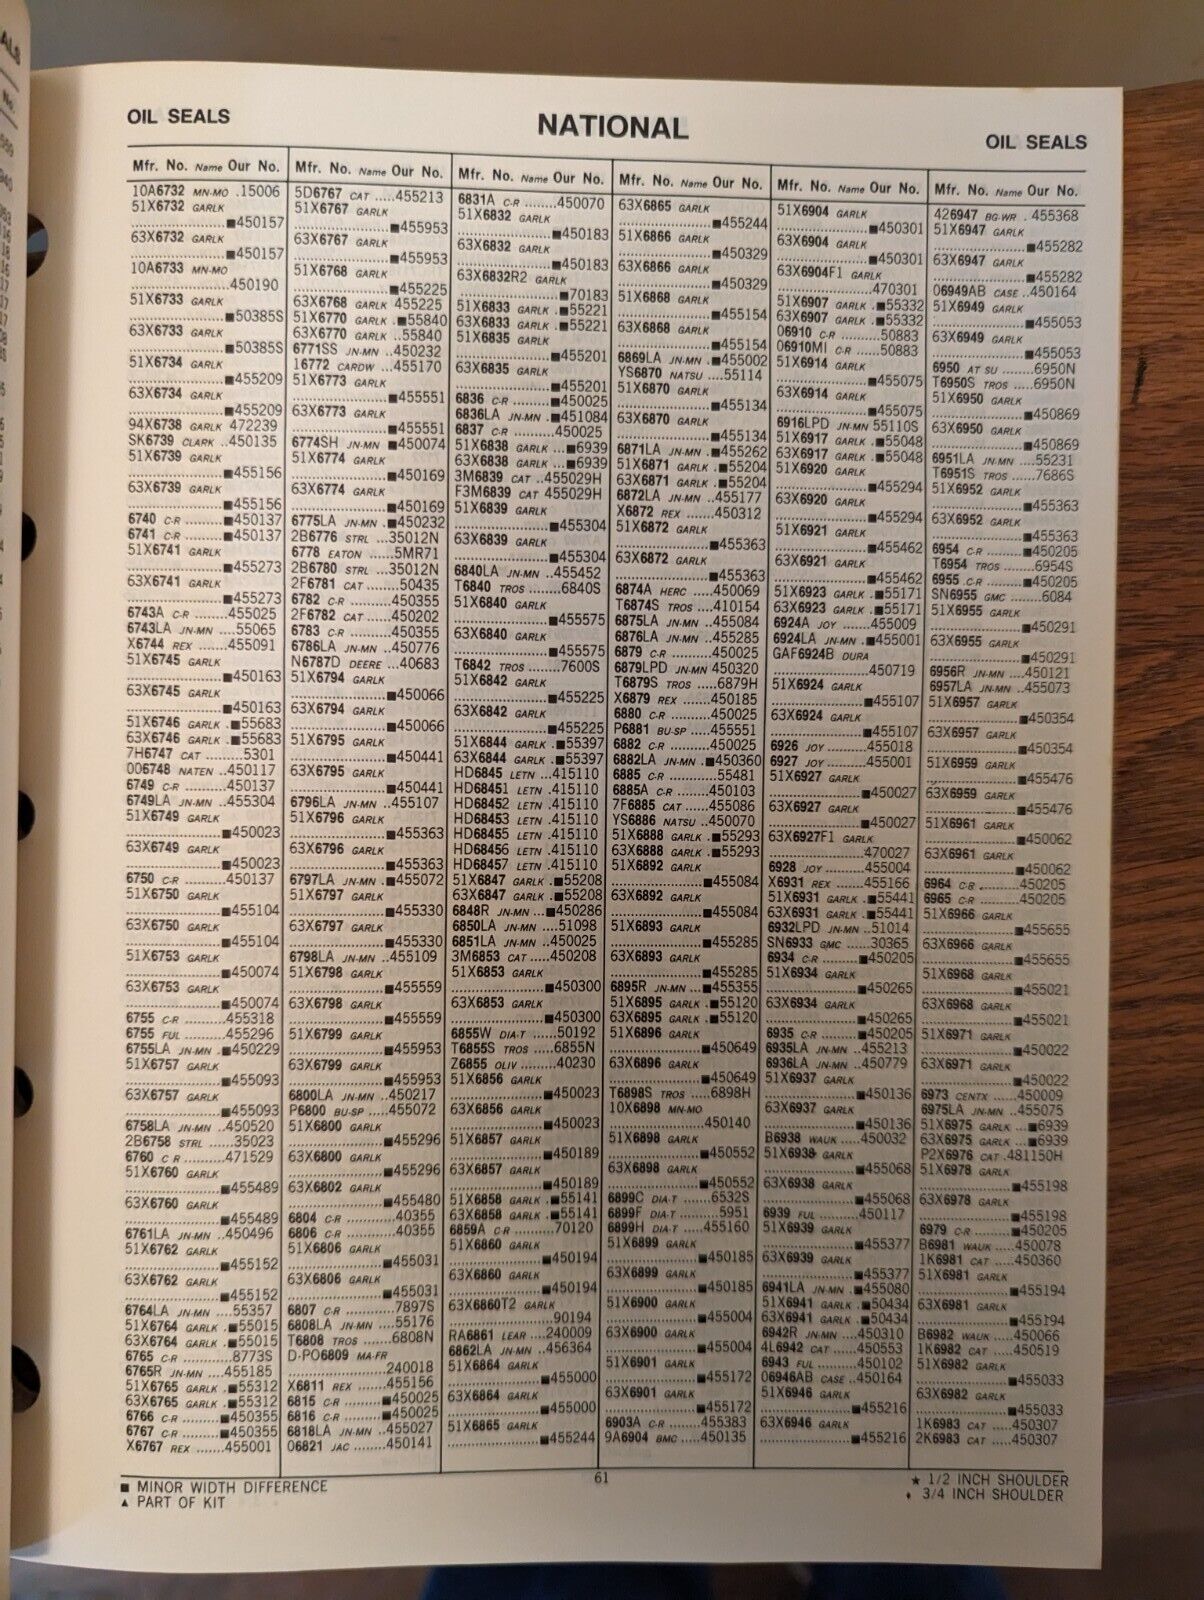 OIL SEALS
NATIONAL
OIL SEALS
Mfr. No. Name Our No.
10A6732 MN-MO .15006
51X6732 GARLK
..............■450157
63X6732 GARLK
..............■450157
10A6733 MN-MO
..............450190
51X6733 GARLK
..............■50385S
63X6733 GARLK
..............■50385S
51X6734 GARLK
..............■455209
63X6734 GARLK
..............■455209
94X6738 GARLK 472239
SK6739 CLARK ..450135
51X6739 GARLK
..............■455156
63X6739 GARLK
..............■455156
6740 C-R .......■450137
6741 C-R .......■450137
51X6741 GARLK
..............■455273
63X6741 GARLK
..............■455273
6743A C-R ......455025
6743LA JN-MN ....55065
X6744 REX ......455091
51X6745 GARLK
..............■450163
63X6745 GARLK
..............■450163
51X6746 GARLK .■55683
63X6746 GARLK .■55683
7H6747 CAT .......5301
006748 NATEN ..450117
6749 C-R ........450137
6749LA JN-MN ...455304
51X6749 GARLK
..............■450023
63X6749 GARLK
..............■450023
6750 C-R ........450137
51X6750 GARLK
..............■455104
63X6750 GARLK
..............■455104
51X6753 GARLK
..............■450074
63X6753 GARLK
..............■450074
6755 C-R ........455318
6755 FUL ........455296
6755LA JN-MN .■450229
51X6757 GARLK
..............■455093
63X6757 GARLK
..............■455093
6758LA JN-MN ...450520
2B6758 STRL .....35023
6760 C R ........471529
51X6760 GARLK
..............■455489
63X6760 GARLK
..............■455489
6761LA JN-MN ...450496
51X6762 GARLK
..............■455152
63X6762 GARLK
..............■455152
6764LA JN-MN ....55357
51X6764 GARLK .■55015
63X6764 GARLK .■55015
6765 C-R ........8773S
6765R JN-MN ....455185
51X6765 GARLK .■55312
63X6765 GARLK .■55312
6766 C-R .......■450355
6767 C-R .......■450355
X6767 REX ......455001
Mfr. No. Name Our No.
5D6767 CAT .....455213
51X6767 GARLK
..............■455953
63X6767 GARLK
..............■455953
51X6768 GARLK
..............■455225
63X6768 GARLK 455225
51X6770 GARLK .■55840
63X6770 GARLK ..55840
6771SS JN-MN ..450232
16772 CARDW ...455170
51X6773 GARLK
..............■455551
63X6773 GARLK
..............■455551
6774SH JN-MN ■450074
51X6774 GARLK
..............■450169
63X6774 GARLK
..............■450169
6775LA JN-MN .■450232
2B6776 STRL ...35012N
6778 EATON ......5MR71
2B6780 STRL ...35012N
2F6781 CAT ......50435
6782 C-R ........450355
2F6782 CAT .....450202
6783 C-R ........450355
6786LA JN-MN ...450776
N6787D DEERE ...40683
51X6794 GARLK
..............■450066
63X6794 GARLK
..............■450066
51X6795 GARLK
..............■450441
63X6795 GARLK
..............■450441
6796LA JN-MN ...455107
51X6796 GARLK
..............■455363
63X6796 GARLK
..............■455363
6797LA JN-MN .■455072
51X6797 GARLK
..............■455330
63X6797 GARLK
..............■455330
6798LA JN-MN ...455109
51X6798 GARLK
..............■455559
63X6798 GARLK
..............■455559
51X6799 GARLK
..............■455953
63X6799 GARLK
..............■455953
6800LA JN-MN ...450217
P6800 BU-SP ....455072
51X6800 GARLK
..............■455296
63X6800 GARLK
..............■455296
63X6802 GARLK
..............■455480
6804 C-R .........40355
6806 C-R .........40355
51X6806 GARLK
..............■455031
63X6806 GARLK
..............■455031
6807 C-R .........7897S
6808LA JN-MN ....55176
T6808 TROS .....6808N
D-PO6809 MA-FR
..............240018
X6811 REX ......455156
6815 C-R .......■450025
6816 C-R .......■450025
6818LA JN-MN ...455027
06821 JAC ......450141
Mfr. No. Name Our No.
6831A C-R .......450070
51X6832 GARLK
..............■450183
63X6832 GARLK
..............■450183
63X6832R2 GARLK
..............■70183
51X6833 GARLK .■55221
63X6833 GARLK .■55221
51X6835 GARLK
..............■455201
63X6835 GARLK
..............■455201
6836 C-R .......■450025
6836LA JN-MN .■451084
6837 C-R ........450025
51X6838 GARLK ...■6939
63X6838 GARLK ...■6939
3M6839 CAT ..455029H
F3M6839 CAT 455029H
51X6839 GARLK
..............■455304
63X6839 GARLK
..............■455304
6840LA JN-MN ...455452
T6840 TROS .....6840S
51X6840 GARLK
..............■455575
63X6840 GARLK
..............■455575
T6842 TROS .....7600S
51X6842 GARLK
..............■455225
63X6842 GARLK
..............■455225
51X6844 GARLK .■55397
63X6844 GARLK .■55397
HD6845 LETN ...415110
HD68451 LETN .415110
HD68452 LETN .415110
HD68453 LETN .415110
HD68455 LETN .415110
HD68456 LETN .415110
HD68457 LETN .415110
51X6847 GARLK .■55208
63X6847 GARLK .■55208
6848R JN-MN ...■450286
6850LA JN-MN ....51098
6851LA JN-MN ...450025
3M6853 CAT ....450208
51X6853 GARLK
..............■450300
63X6853 GARLK
..............■450300
6855W DIA-T .....50192
T6855S TROS ....6855N
Z6855 OLIV ......40230
51X6856 GARLK
..............■450023
63X6856 GARLK
..............■450023
51X6857 GARLK
..............■450189
63X6857 GARLK
..............■450189
51X6858 GARLK .■55141
63X6858 GARLK .■55141
6859A C-R .......70120
51X6860 GARLK
..............■450194
63X6860 GARLK
..............■450194
63X6860T2 GARLK
..............90194
RA6861 LEAR ...240009
6862LA JN-MN ...456364
51X6864 GARLK
..............■455000
63X6864 GARLK
..............■455000
51X6865 GARLK
..............■455244
Mfr. No. Name Our No.
63X6865 GARLK
..............■455244
51X6866 GARLK
..............■450329
63X6866 GARLK
..............■450329
51X6868 GARLK
..............■455154
63X6868 GARLK
..............■455154
6869LA JN-MN .■455002
YS6870 NATSU ....55114
51X6870 GARLK
..............■455134
63X6870 GARLK
..............■455134
6871LA JN-MN .■455262
51X6871 GARLK .■55204
63X6871 GARLK .■55204
6872LA JN-MN ...455177
X6872 REX ......450312
51X6872 GARLK
..............■455363
63X6872 GARLK
..............■455363
6874A HERC .....450069
T6874S TROS ....410154
6875LA JN-MN ...455084
6876LA JN-MN ...455285
6879 C-R ........450025
6879LPD JN-MN 450320
T6879S TROS ....6879H
X6879 REX ......450185
6880 C-R ........450025
P6881 BU-SP ....455551
6882 C-R ........450025
6882LA JN-MN .■450360
6885 C-R .........55481
6885A C-R .......450103
7F6885 CAT .....455086
YS6886 NATSU ..450070
51X6888 GARLK .■55293
63X6888 GARLK .■55293
51X6892 GARLK
..............■455084
63X6892 GARLK
..............■455084
51X6893 GARLK
..............■455285
63X6893 GARLK
..............■455285
6895R JN-MN ...■455355
51X6895 GARLK .■55120
63X6895 GARLK .■55120
51X6896 GARLK
..............■450649
63X6896 GARLK
..............■450649
T6898S TROS ....6898H
10X6898 MN-MO
..............450140
51X6898 GARLK
..............■450552
63X6898 GARLK
..............■450552
6899C DIA-T .....6532S
6899F DIA-T ......5951
6899H DIA-T ....455160
51X6899 GARLK
..............■450185
63X6899 GARLK
..............■450185
51X6900 GARLK
..............■455004
63X6900 GARLK
..............■455004
51X6901 GARLK
..............■455172
63X6901 GARLK
..............■455172
6903A C-R ......455383
9A6904 BMC ....450135
Mfr. No. Name Our No.
51X6904 GARLK
..............■450301
63X6904 GARLK
..............■450301
63X6904F1 GARLK
..............470301
51X6907 GARLK .■55332
63X6907 GARLK .■55332
06910 C-R .......50883
06910MI C-R .....50883
51X6914 GARLK
..............■455075
63X6914 GARLK
..............■455075
6916LPD JN-MN 55110S
51X6917 GARLK .■55048
63X6917 GARLK .■55048
51X6920 GARLK
..............■455294
63X6920 GARLK
..............■455294
51X6921 GARLK
..............■455462
63X6921 GARLK
..............■455462
51X6923 GARLK .■55171
63X6923 GARLK .■55171
6924A JOY ......455009
6924LA JN-MN .■455001
GAF6924B DURA
..............450719
51X6924 GARLK
..............■455107
63X6924 GARLK
..............■455107
6926 JOY .......455018
6927 JOY .......455001
51X6927 GARLK
..............■450027
63X6927 GARLK
..............■450027
63X6927F1 GARLK
..............470027
6928 JOY .......455004
X6931 REX ......455166
51X6931 GARLK .■55441
63X6931 GARLK .■55441
6932LPD JN-MN ..51014
SN6933 GMC ......30365
6934 C-R .......■450205
51X6934 GARLK
..............■450265
63X6934 GARLK
..............■450265
6935 C-R .......■450205
6935LA JN-MN ...455213
6936LA JN-MN ...450779
51X6937 GARLK
..............■450136
63X6937 GARLK
..............■450136
B6938 WAUK ....450032
51X6938 GARLK
..............■455068
63X6938 GARLK
..............■455068
6939 FUL .......450117
51X6939 GARLK
..............■455377
63X6939 GARLK
..............■455377
6941LA JN-MN .■455080
51X6941 GARLK .■50434
63X6941 GARLK .■50434
6942R JN-MN ....450310
4L6942 CAT .....450553
6943 FUL .......450102
06946AB CASE ..450164
51X6946 GARLK
..............■455216
63X6946 GARLK
..............■455216
Mfr. No. Name Our No.
426947 BG-WR . 455368
51X6947 GARLK
..............■455282
63X6947 GARLK
..............■455282
06949AB CASE ..450164
51X6949 GARLK
..............■455053
63X6949 GARLK
..............■455053
6950 AT SU .......6950N
T6950S TROS ...6950N
51X6950 GARLK
..............■450869
63X6950 GARLK
..............■450869
6951LA JN-MN ....55231
T6951S TROS .....7686S
51X6952 GARLK
..............■455363
63X6952 GARLK
..............■455363
6954 C-R .......■450205
T6954 TROS .....6954S
6955 C-R .......■450205
SN6955 GMC ......6084
51X6955 GARLK
..............■450291
63X6955 GARLK
..............■450291
6956R JN-MN ....450121
6957LA JN-MN ...455073
51X6957 GARLK
..............■450354
63X6957 GARLK
..............■450354
51X6959 GARLK
..............■455476
63X6959 GARLK
..............■455476
51X6961 GARLK
..............■450062
63X6961 GARLK
..............■450062
6964 C-R ........450205
6965 C-R ........450205
51X6966 GARLK
..............■455655
63X6966 GARLK
..............■455655
51X6968 GARLK
..............■455021
63X6968 GARLK
..............■455021
51X6971 GARLK
..............■450022
63X6971 GARLK
..............■450022
6973 CENTX .....450009
6975LA JN-MN ...455075
51X6975 GARLK ...■6939
63X6975 GARLK ...■6939
P2X6976 CAT .481150H
51X6978 GARLK
..............■455198
63X6978 GARLK
..............■455198
6979 C-R .......■450205
B6981 WAUK ....450078
1K6981 CAT .....450360
51X6981 GARLK
..............■455194
63X6981 GARLK
..............■455194
B6982 WAUK ....450066
1K6982 CAT .....450519
51X6982 GARLK
..............■455033
63X6982 GARLK
..............■455033
1K6983 CAT .....450307
2K6983 CAT .....450307
■ MINOR WIDTH DIFFERENCE
▲ PART OF KIT
61
★ 1/2 INCH SHOULDER
♦ 3/4 INCH SHOULDER